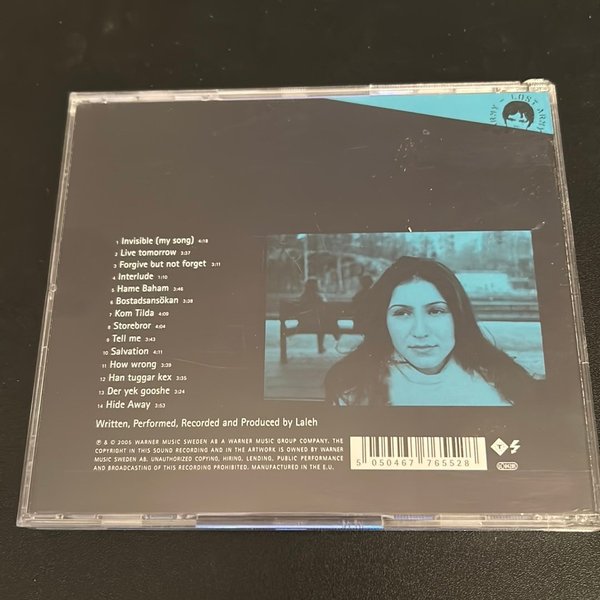 LOST ARMY
1 Invisible (my song) 4:18
2 Live tomorrow 3:37
3 Forgive but not forget 3:11
4 Interlude 1:10
5 Hame Baham 3:46
6 Bostadsansökan 3:38
7 Kom Tilda 4:09
8 Storebror 4:04
9 Tell me 3:43
10 Salvation 4:11
11 How wrong 3:39
12 Han tuggar kex 3:35
13 Der yek gooshe 3:24
14 Hide Away 3:53
Written, Performed, Recorded and Produced by Laleh
℗ & © 2005 WARNER MUSIC SWEDEN AB A WARNER MUSIC GROUP COMPANY. THE
COPYRIGHT IN THIS SOUND RECORDING AND IN THE ARTWORK IS OWNED BY WARNER
MUSIC SWEDEN AB. UNAUTHORIZED COPYING, HIRING, LENDING, PUBLIC PERFORMANCE
AND BROADCASTING OF THIS RECORDING PROHIBITED. MANUFACTURED IN THE E.U.
5 050467 765528